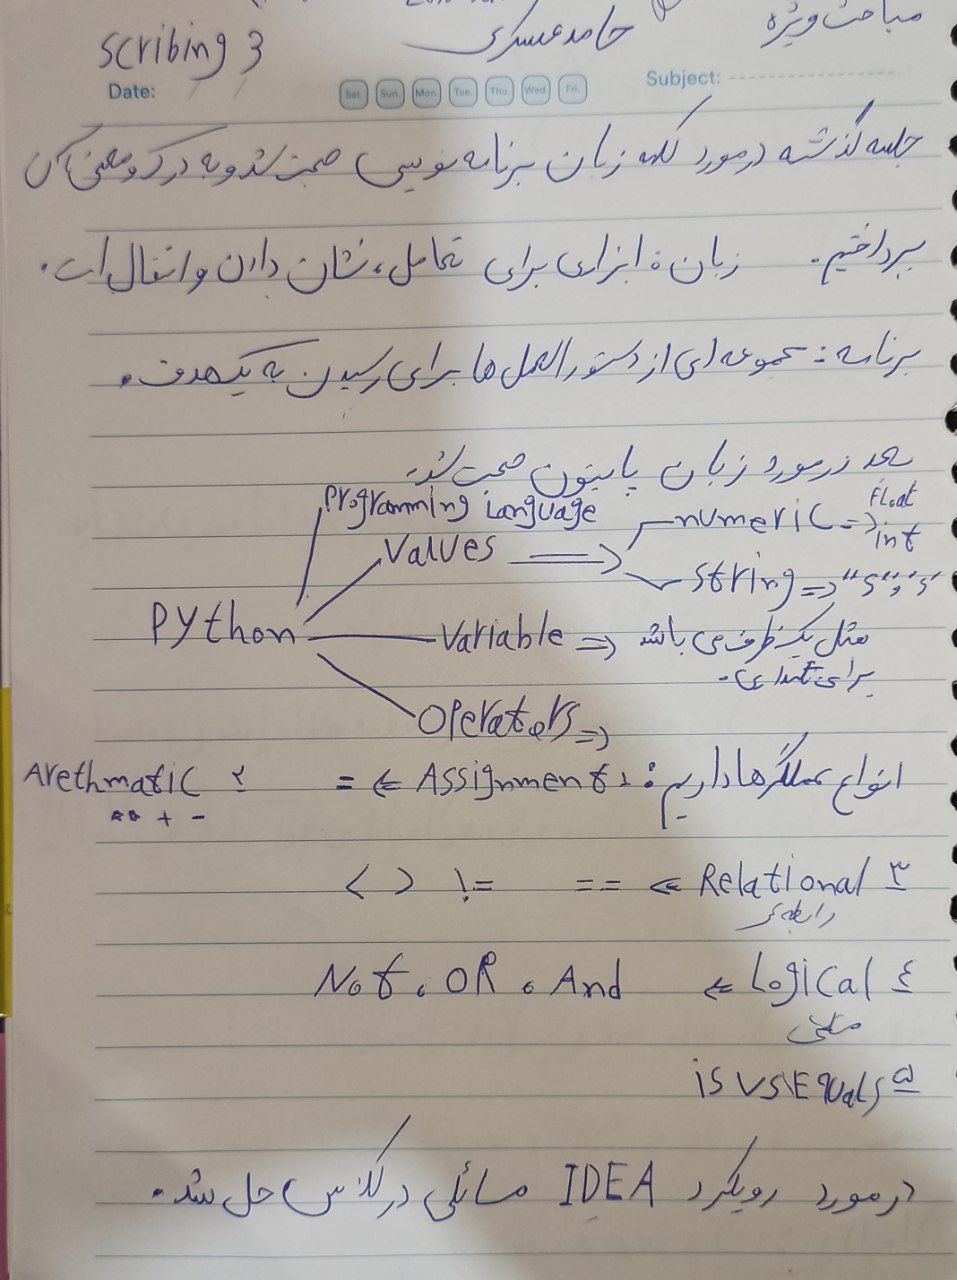 مباحث ویژه حامد عسکری scribing 3
Subject: Sat. Sun. Mon. Tue. Thu. Wed. Fri. Date:
جلسه گذشته درمورد کلمه زبان برنامه نویسی صحبت شد و به درک و معنی آن
پرداختیم. زبان: ابزاری برای تعامل، نشان دادن و انتقال است.
برنامه: مجموعه ای از دستورالعمل ها برای رسیدن به یک هدف.
بعد درمورد زبان پایتون صحبت شد.
Programming Language
Values => numeric => Float int
string => "S", 'S'
Python
Variable => مثل یک ظرف می باشد
برای نگهداری.
Operators =>
انواع عملگرها داریم: ۱ Assignment => = ۲ Arethmatic
** + -
۳ Relational => == != > <
رابطه ای
٤ Logical => And, OR, Not
منطقی
۵ is vs Equals
درمورد رویکرد IDEA مسائلی در کلاس حل شد.